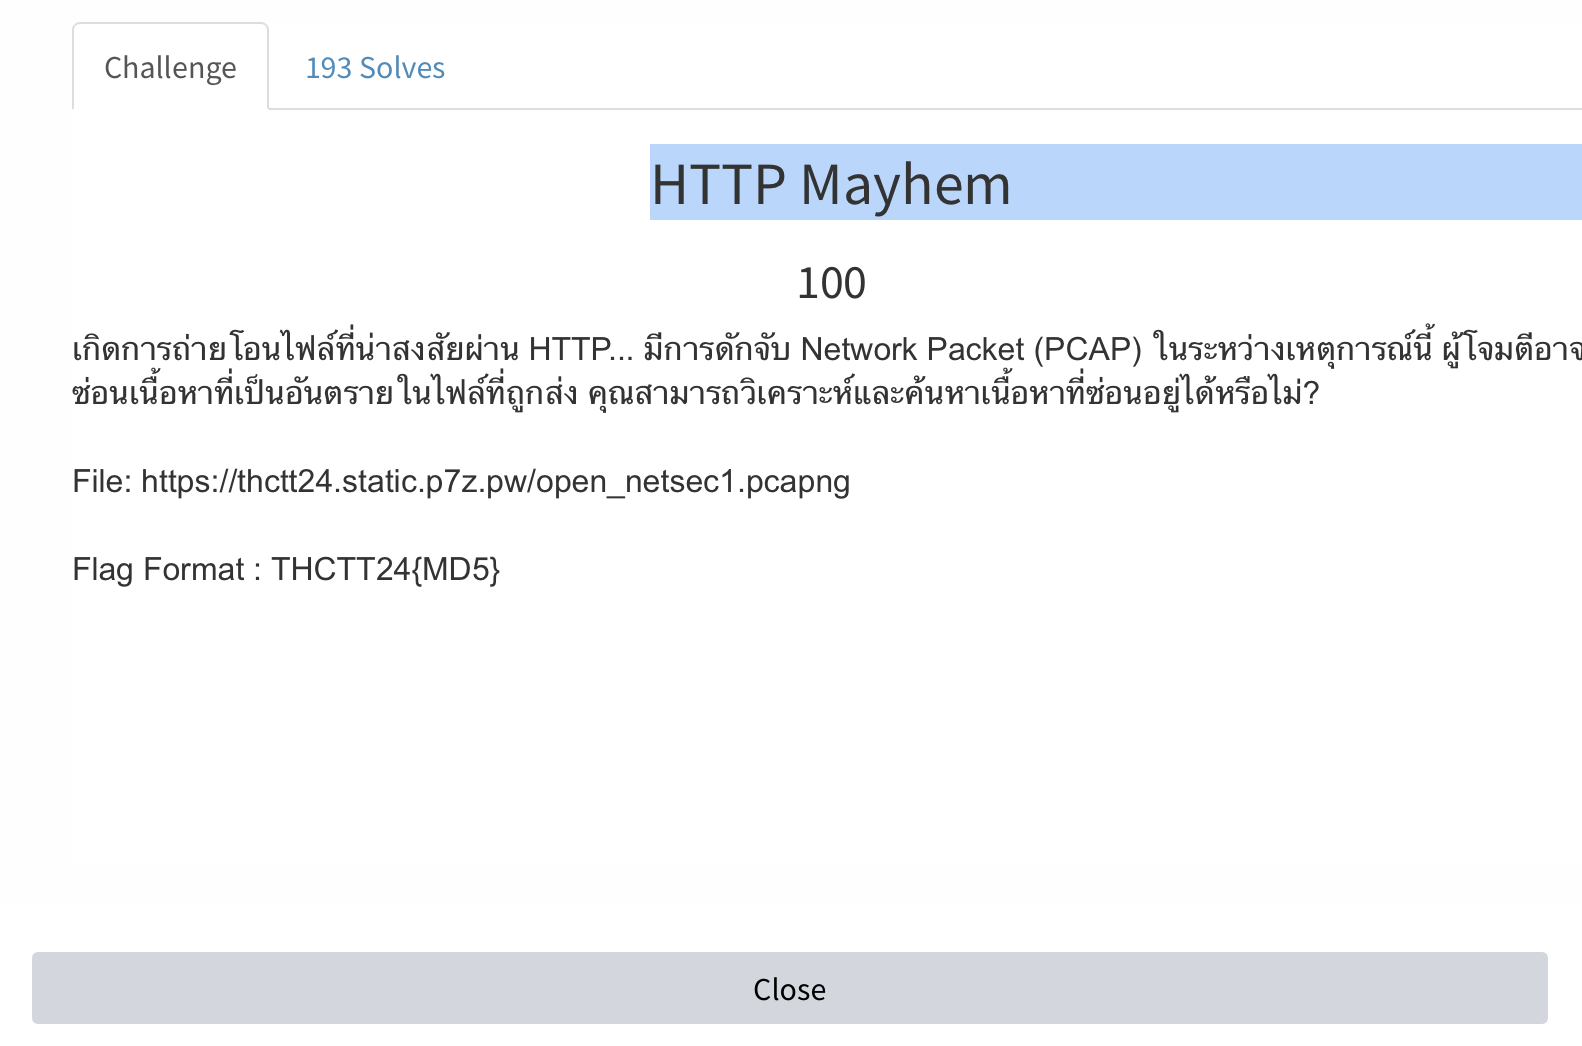 Challenge
193 Solves
HTTP Mayhem
100
เกิดการถ่ายโอนไฟล์ที่น่าสงสัยผ่าน HTTP... มีการดักจับ Network Packet (PCAP) ในระหว่างเหตุการณ์นี้ ผู้โจมตีอาจ
ซ่อนเนื้อหาที่เป็นอันตรายในไฟล์ที่ถูกส่ง คุณสามารถวิเคราะห์และค้นหาเนื้อหาที่ซ่อนอยู่ได้หรือไม่?
File: https://thctt24.static.p7z.pw/open_netsec1.pcapng
Flag Format : THCTT24{MD5}
Close